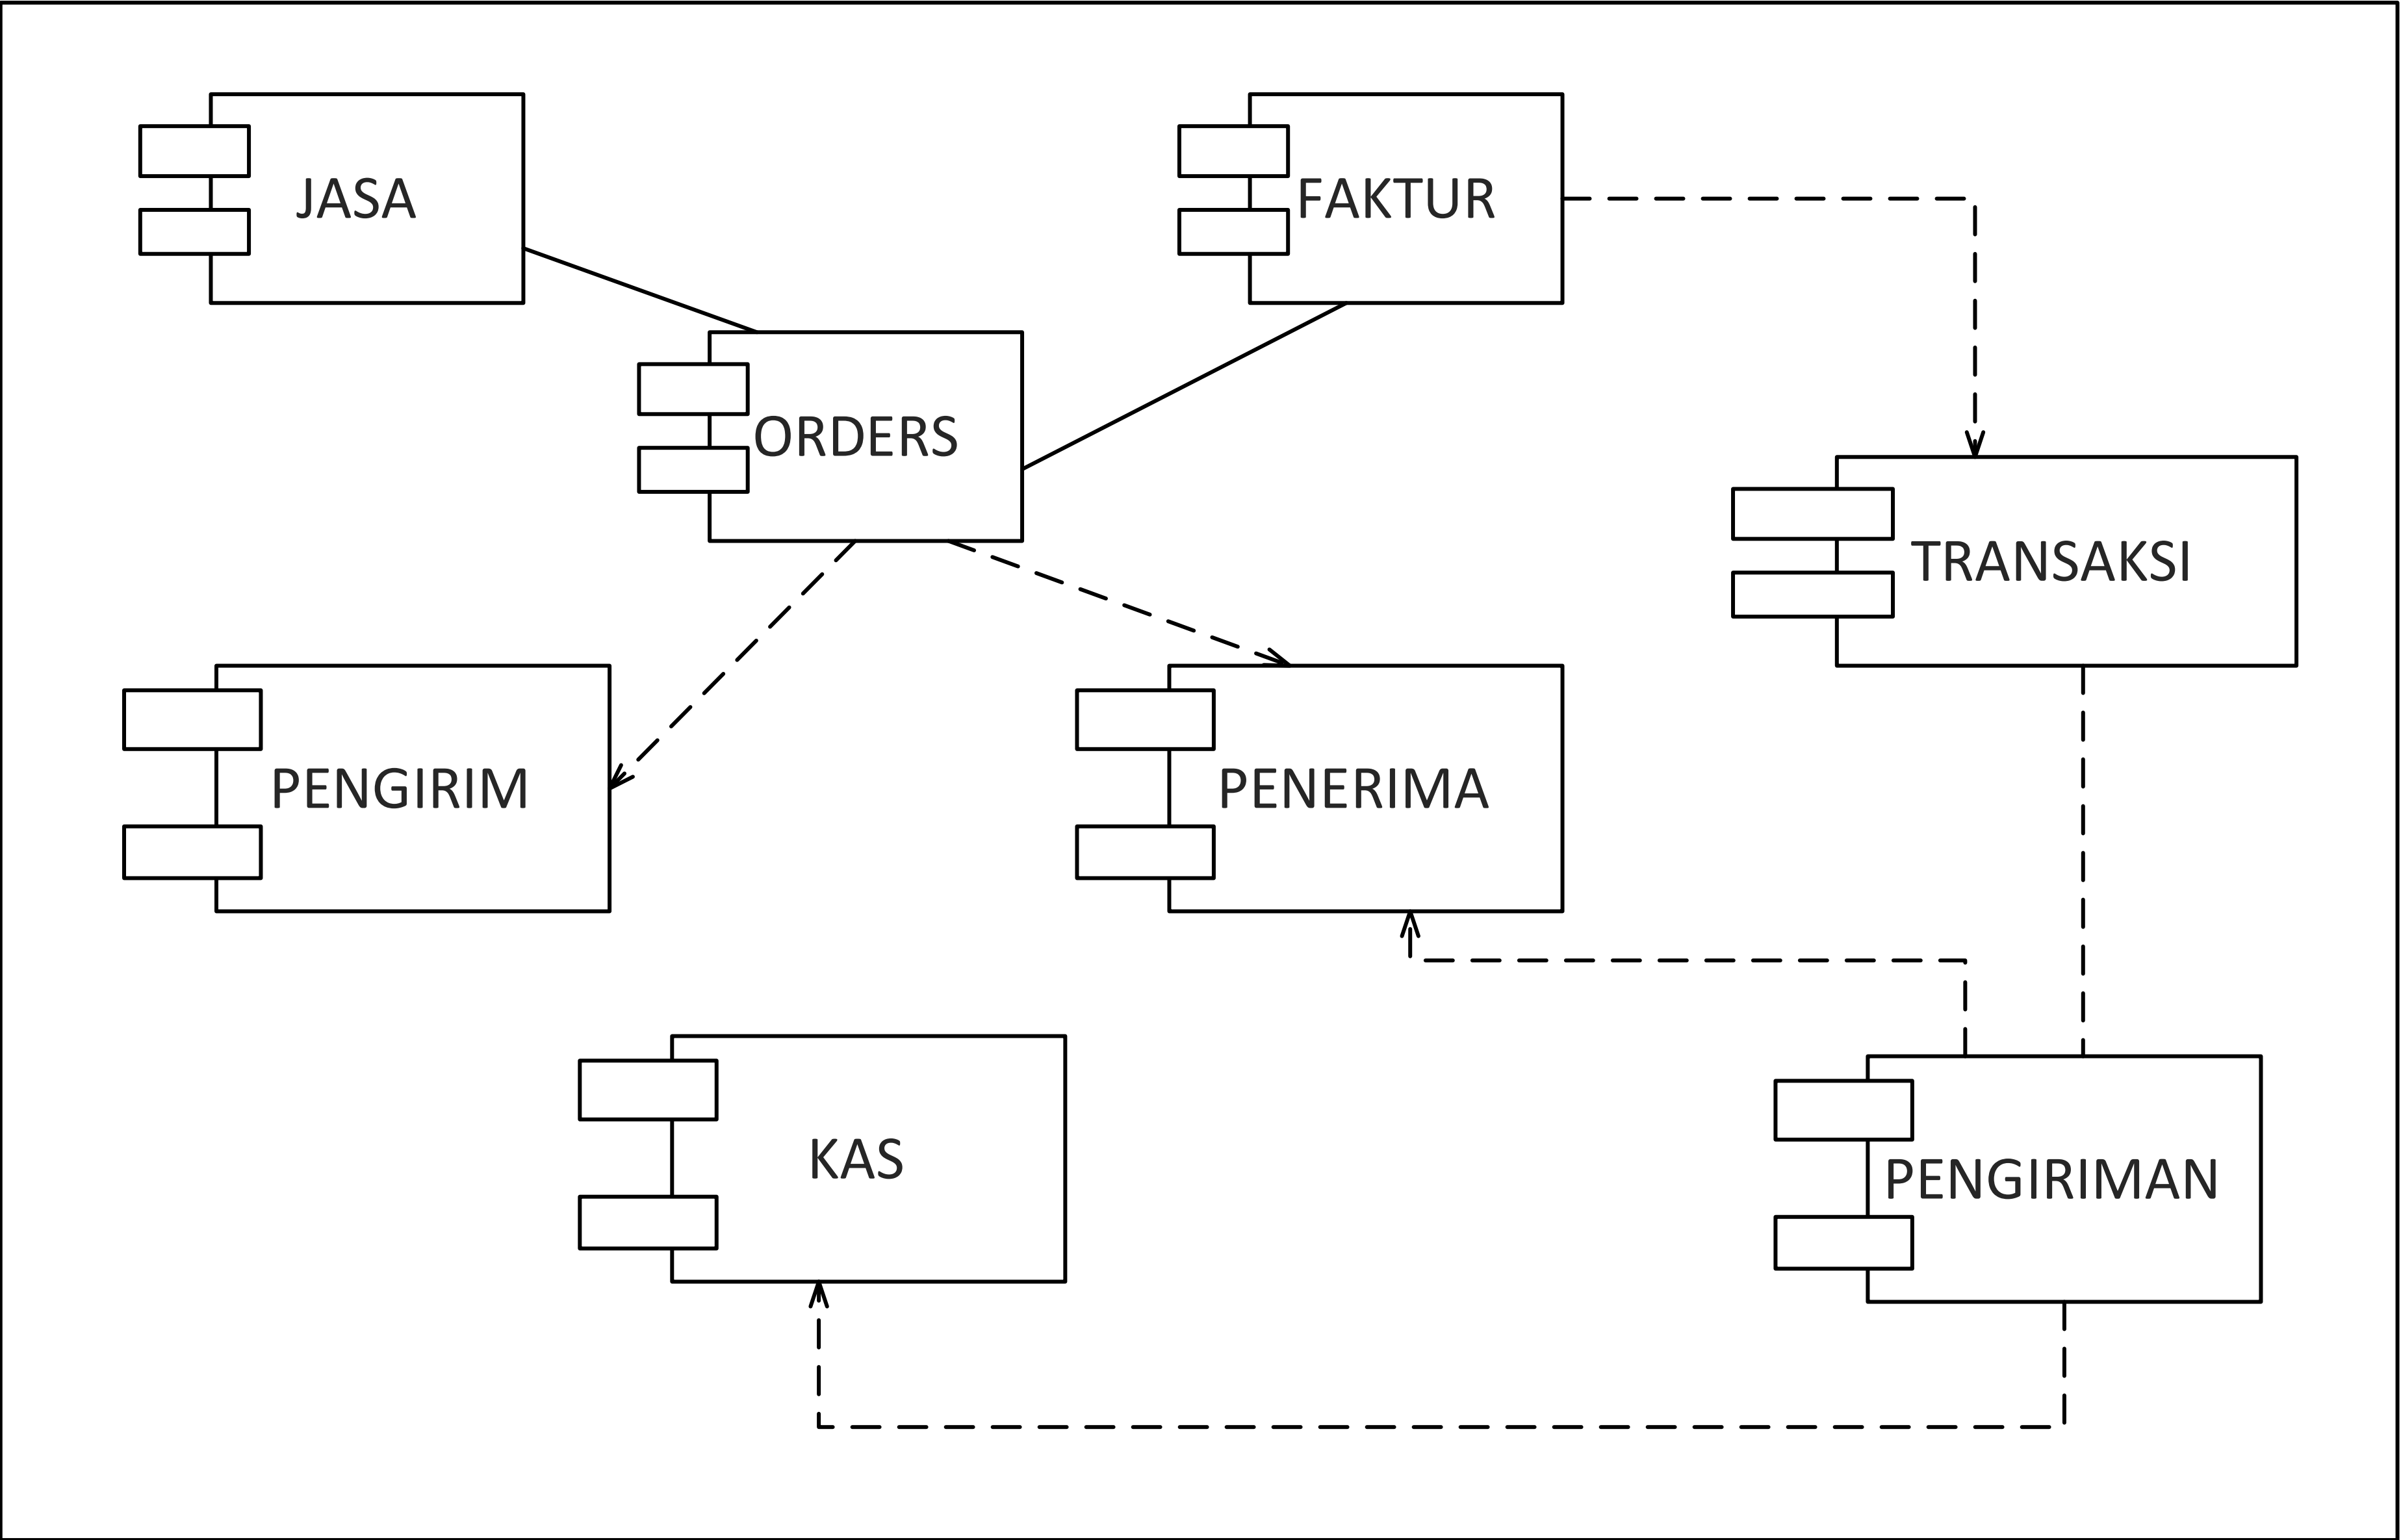 JASA
FAKTUR
ORDERS
TRANSAKSI
PENGIRIM
PENERIMA
KAS
PENGIRIMAN